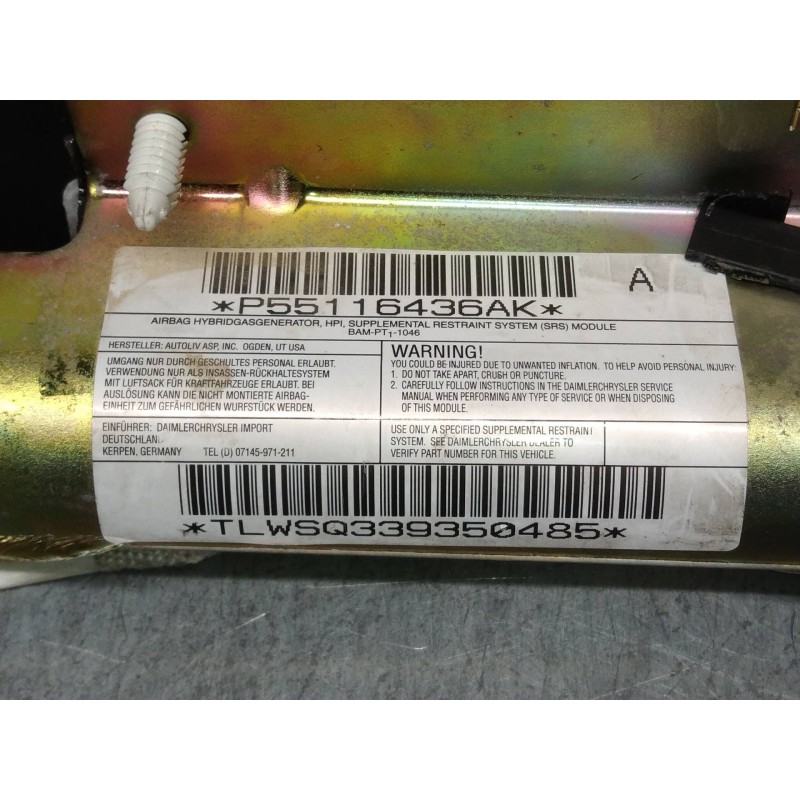 A
*P55116436AK*
AIRBAG HYBRIDGASGENERATOR, HPI, SUPPLEMENTAL RESTRAINT SYSTEM (SRS) MODULE
BAM-PT1-1046
HERSTELLER: AUTOLIV ASP, INC. OGDEN, UT USA
UMGANG NUR DURCH GESCHULTES PERSONAL ERLAUBT.
VERWENDUNG NUR ALS INSASSEN-RÜCKHALTESYSTEM
MIT LUFTSACK FÜR KRAFTFAHRZEUGE ERLAUBT. BEI
AUSLÖSUNG KANN DIE NICHT MONTIERTE AIRBAG-
EINHEIT ZUM GEFÄHRLICHEN WURFSTÜCK WERDEN.
WARNING!
YOU COULD BE INJURED DUE TO UNWANTED INFLATION. TO HELP AVOID PERSONAL INJURY:
1. DO NOT TAKE APART, CRUSH OR PUNCTURE.
2. CAREFULLY FOLLOW INSTRUCTIONS IN THE DAIMLERCHRYSLER SERVICE
MANUAL WHEN PERFORMING ANY TYPE OF SERVICE OR WHEN DISPOSING
OF THIS MODULE.
EINFÜHRER: DAIMLERCHRYSLER IMPORT
DEUTSCHLAND
KERPEN, GERMANY TEL (D) 07145-971-211
USE ONLY A SPECIFIED SUPPLEMENTAL RESTRAINT
SYSTEM. SEE DAIMLERCHRYSLER DEALER TO
VERIFY PART NUMBER FOR THIS VEHICLE.
*TLWSQ339350485*